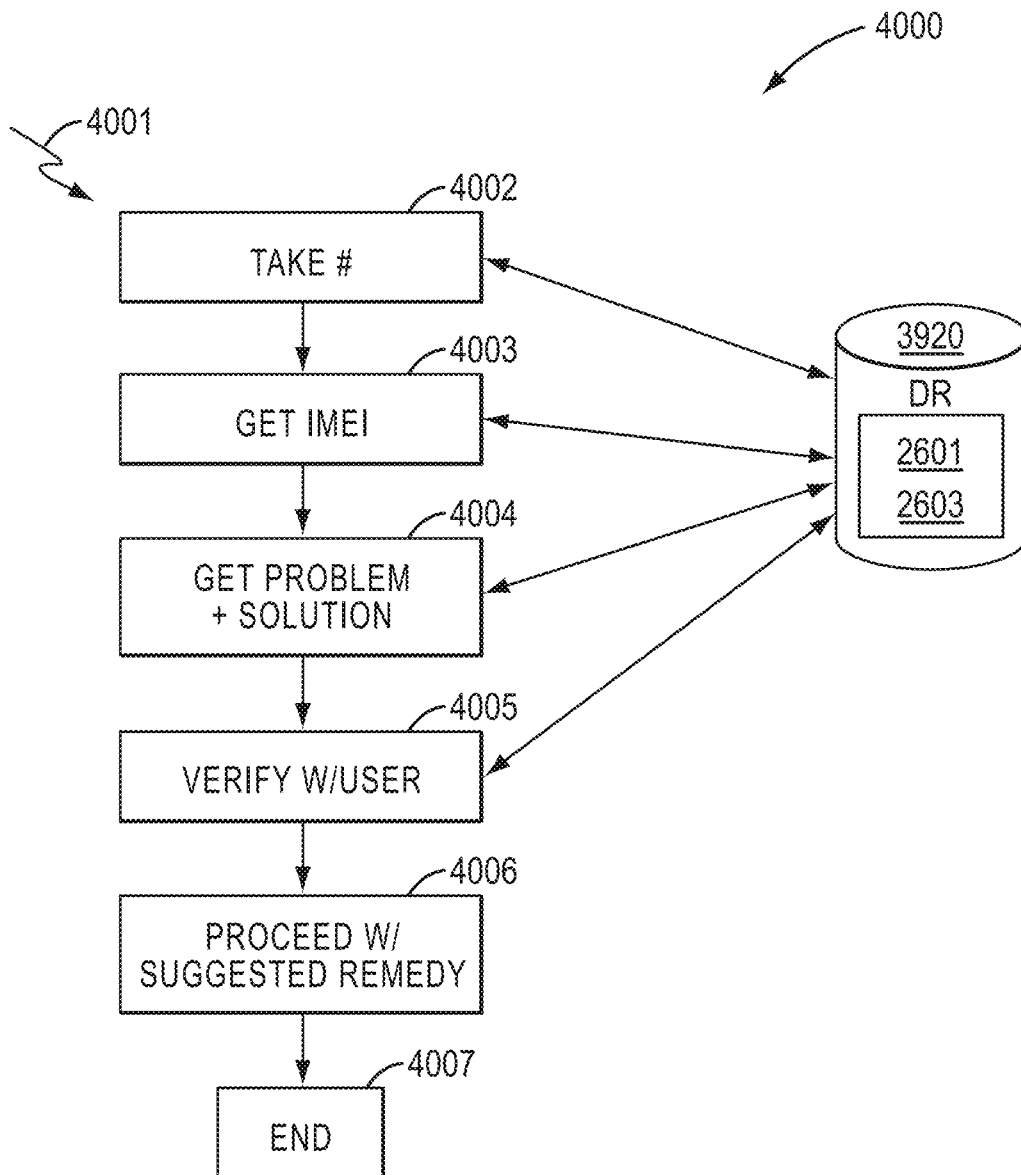 4000
4001
4002
TAKE #
4003
GET IMEI
4004
GET PROBLEM
+ SOLUTION
4005
VERIFY W/USER
4006
PROCEED W/
SUGGESTED REMEDY
4007
END
3920
DR
2601
2603